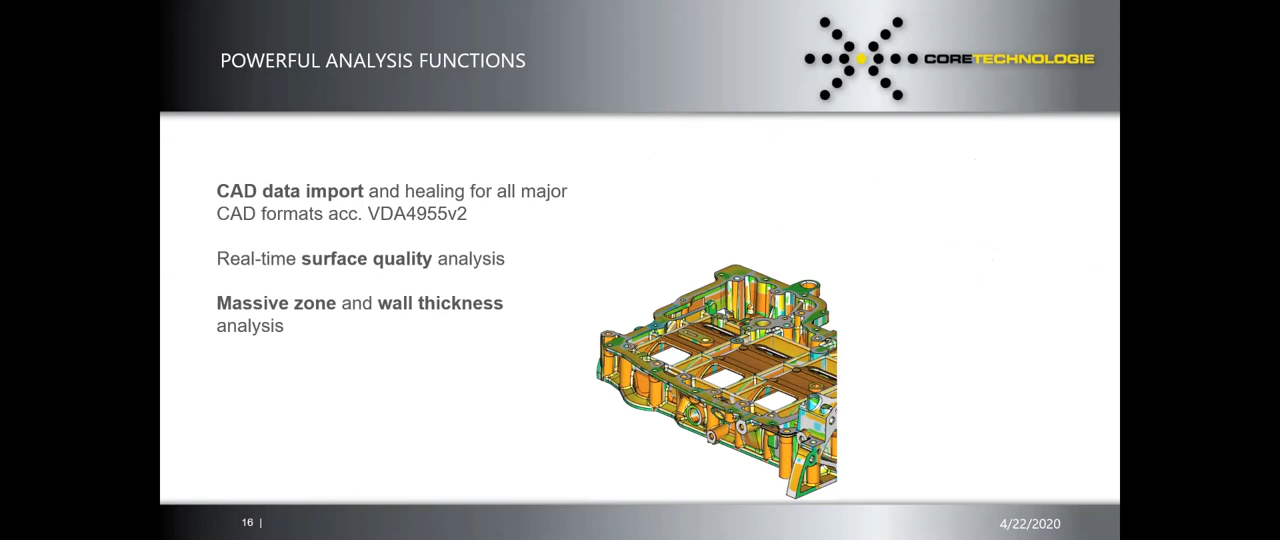 POWERFUL ANALYSIS FUNCTIONS
CORETECHNOLOGIE
CAD data import and healing for all major
CAD formats acc. VDA4955v2
Real-time surface quality analysis
Massive zone and wall thickness
analysis
16 |
4/22/2020